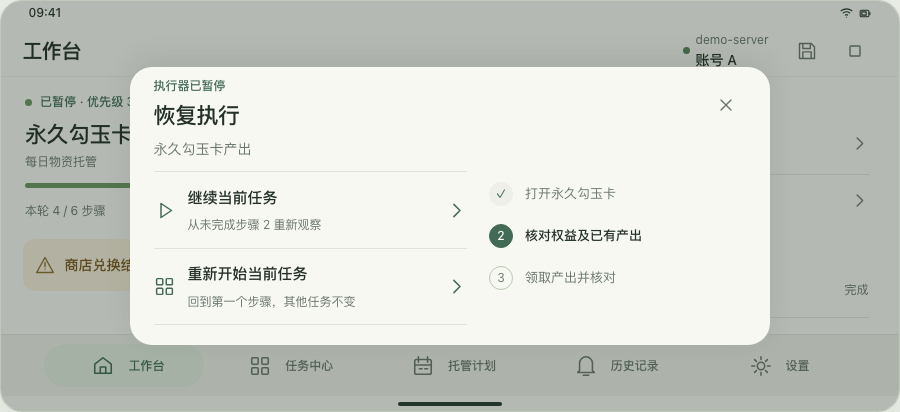 09:41
工作台
demo-server
账号 A
已暂停 · 优先级
永久勾玉卡
每日物资托管
本轮 4 / 6 步骤
商店兑换结
完成
执行器已暂停
恢复执行
永久勾玉卡产出
继续当前任务
从未完成步骤 2 重新观察
重新开始当前任务
回到第一个步骤，其他任务不变
打开永久勾玉卡
2 核对权益及已有产出
3 领取产出并核对
工作台
任务中心
托管计划
历史记录
设置